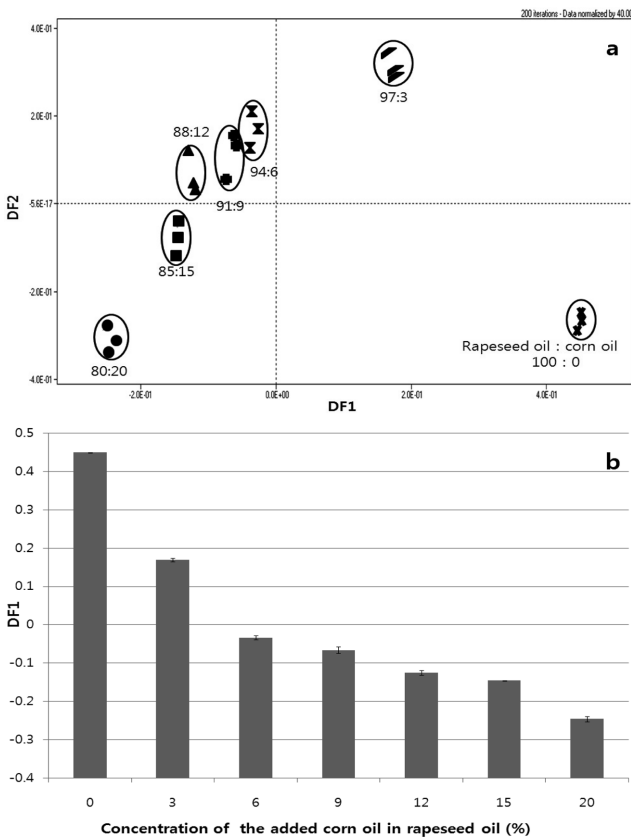 200 iterations - Data normalized by 40.00
a
4.0E-01
97:3
2.0E-01
88:12
94:6
DF2
-5.6E-17
91:9
85:15
-2.0E-01
Rapeseed oil : corn oil
100 : 0
80:20
-4.0E-01
-2.0E-01
0.0E+00
2.0E-01
4.0E-01
DF1
b
0.5
0.4
0.3
0.2
0.1
0
-0.1
-0.2
-0.3
-0.4
DF1
0 3 6 9 12 15 20
Concentration of the added corn oil in rapeseed oil (%)